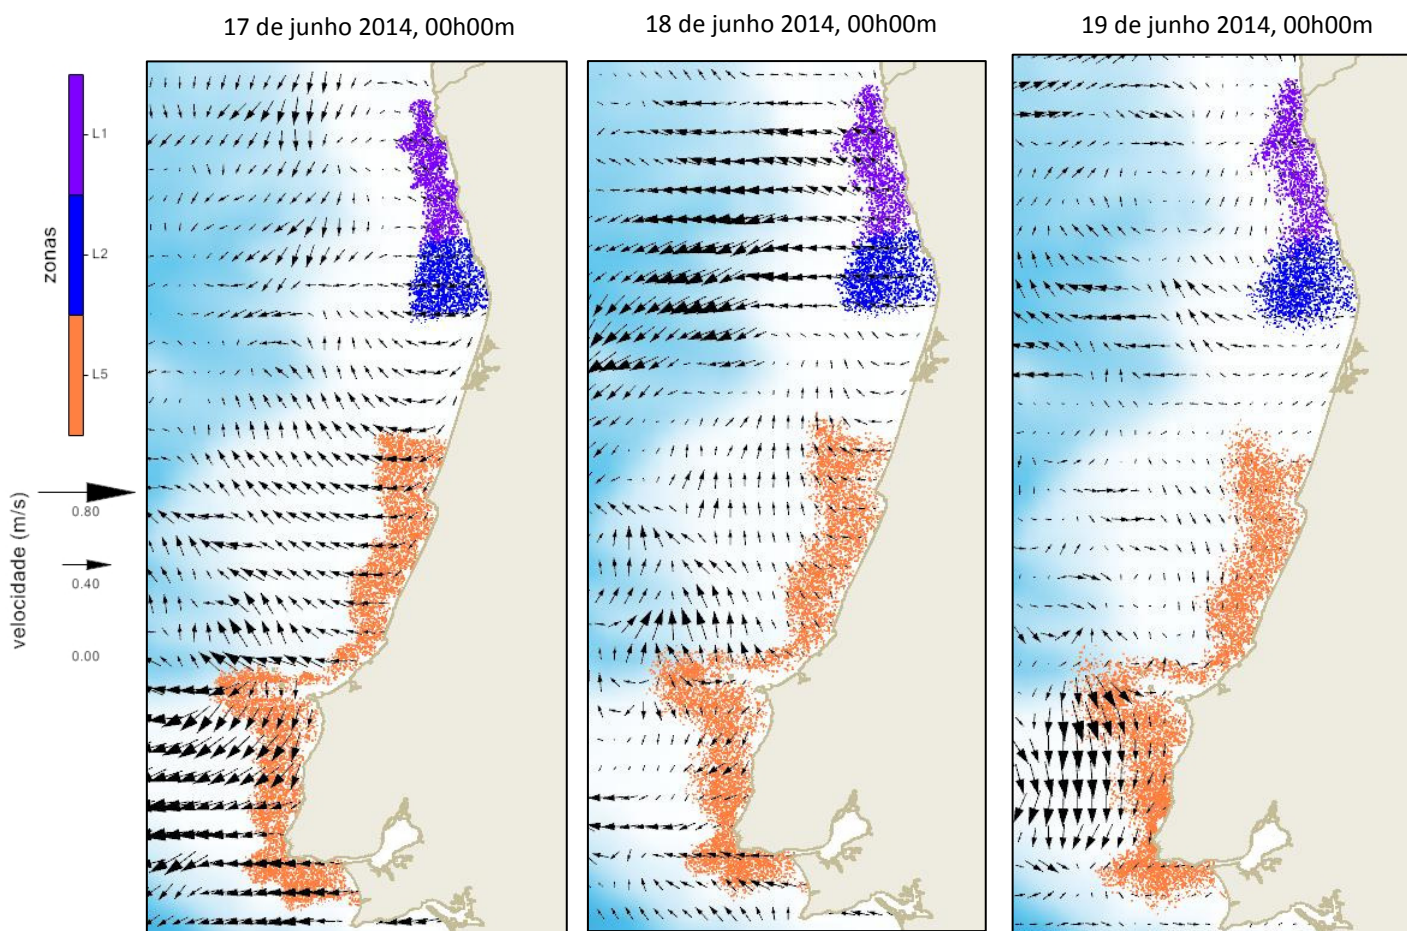 17 de junho 2014, 00h00m
18 de junho 2014, 00h00m
19 de junho 2014, 00h00m
zonas
L1
L2
L5
velocidade (m/s)
0.80
0.40
0.00